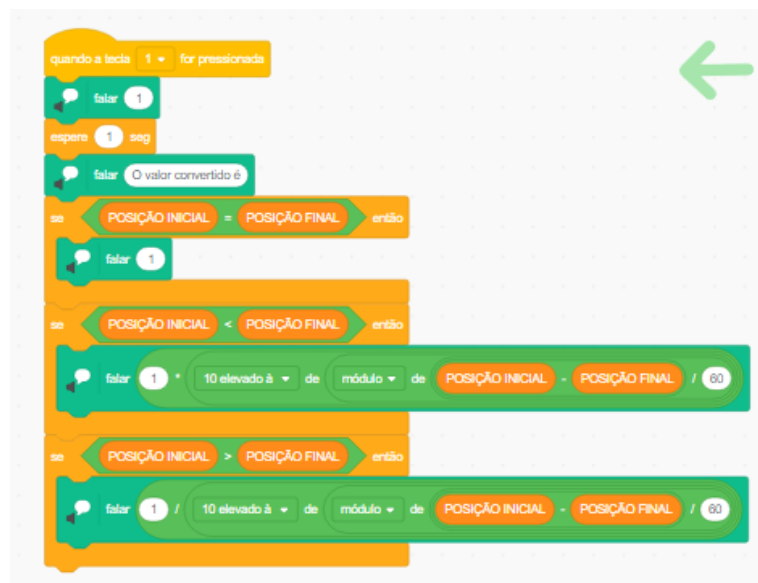 quando a tecla 1 for pressionada
falar 1
espere 1 seg
falar O valor convertido é
se POSIÇÃO INICIAL = POSIÇÃO FINAL então
falar 1
se POSIÇÃO INICIAL < POSIÇÃO FINAL então
falar 1 * 10 elevado à de módulo de POSIÇÃO INICIAL - POSIÇÃO FINAL / 60
se POSIÇÃO INICIAL > POSIÇÃO FINAL então
falar 1 / 10 elevado à de módulo de POSIÇÃO INICIAL - POSIÇÃO FINAL / 60